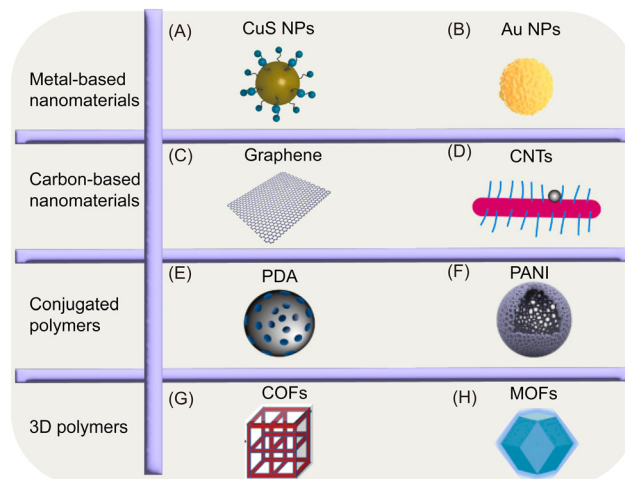 (A)
CuS NPs
(B)
Au NPs
Metal-based
nanomaterials
(C)
Graphene
(D)
CNTs
Carbon-based
nanomaterials
(E)
PDA
(F)
PANI
Conjugated
polymers
(G)
COFs
(H)
MOFs
3D polymers